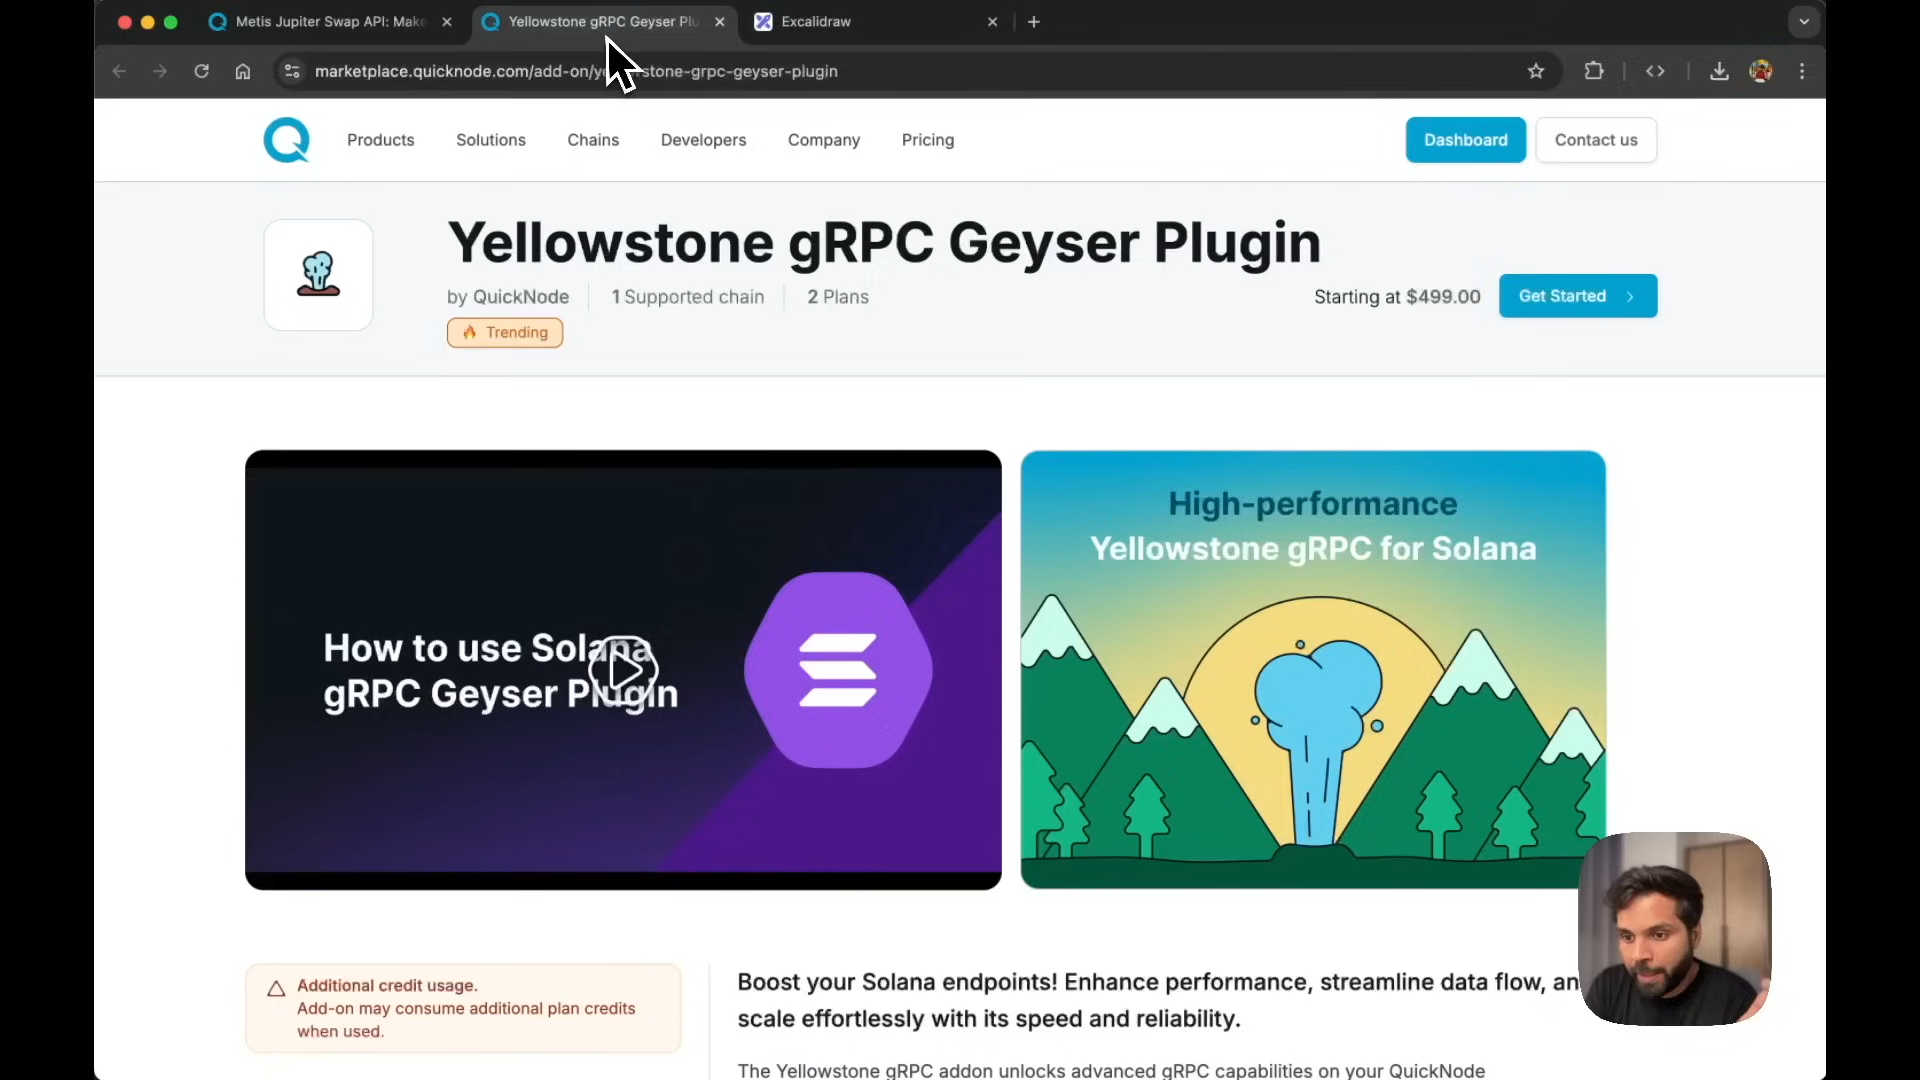 Metis Jupiter Swap API: Make
Yellowstone gRPC Geyser Plu
Excalidraw
marketplace.quicknode.com/add-on/ye stone-grpc-geyser-plugin
Products
Solutions
Chains
Developers
Company
Pricing
Dashboard
Contact us
Yellowstone gRPC Geyser Plugin
by QuickNode
1 Supported chain
2 Plans
Starting at $499.00
Get Started
Trending
How to use Solana
gRPC Geyser Plugin
High-performance
Yellowstone gRPC for Solana
Additional credit usage.
Add-on may consume additional plan credits
when used.
Boost your Solana endpoints! Enhance performance, streamline data flow, an
scale effortlessly with its speed and reliability.
The Yellowstone gRPC addon unlocks advanced gRPC capabilities on your QuickNode